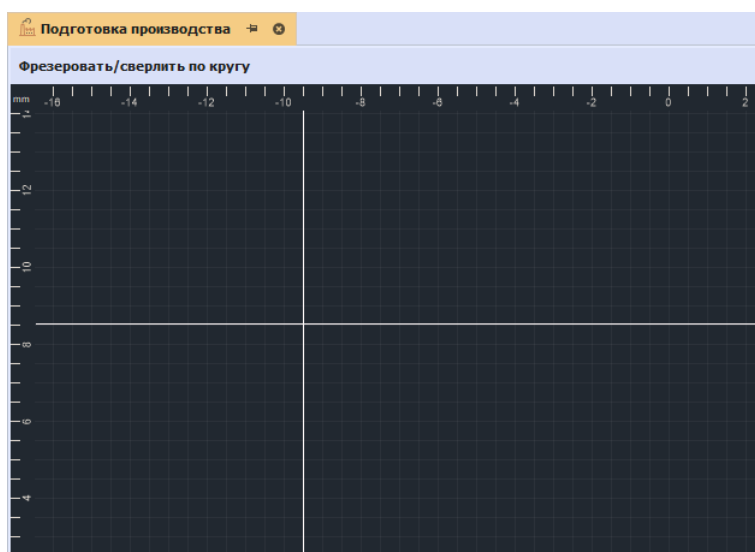 Подготовка производства
Фрезеровать/сверлить по кругу
mm -16 -14 -12 -10 -8 -6 -4 -2 0 2
14
12
10
8
6
4